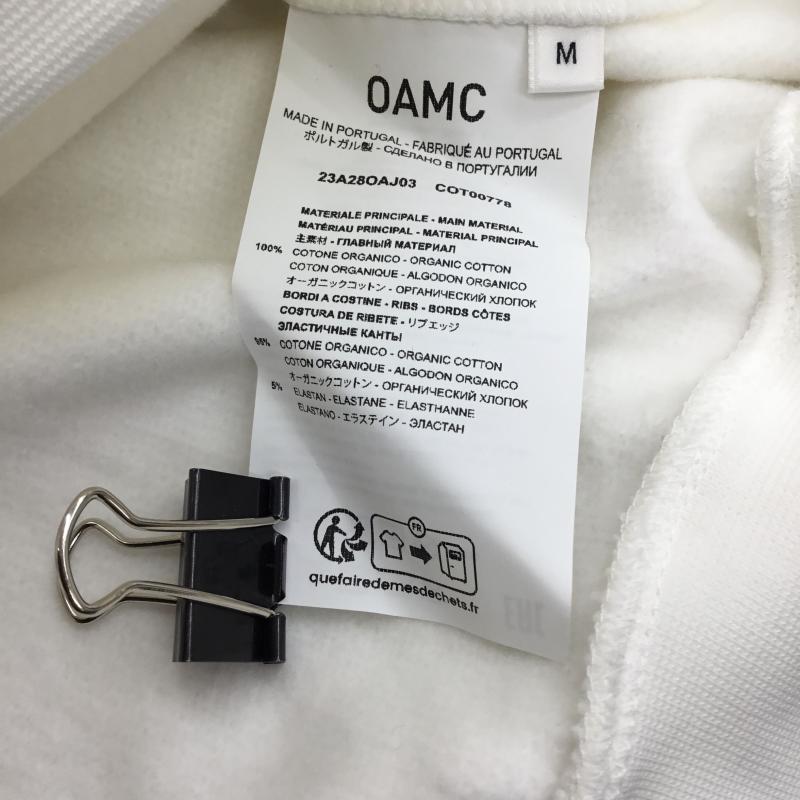 M
OAMC
MADE IN PORTUGAL - FABRIQUÉ AU PORTUGAL
ポルトガル製 - СДЕЛАНО В ПОРТУГАЛИИ
23A28OAJ03 COT00778
MATERIALE PRINCIPALE - MAIN MATERIAL
MATÉRIAU PRINCIPAL - MATERIAL PRINCIPAL
主素材 - ГЛАВНЫЙ МАТЕРИАЛ
100% COTONE ORGANICO - ORGANIC COTTON
COTON ORGANIQUE - ALGODON ORGANICO
オーガニックコットン - ОРГАНИЧЕСКИЙ ХЛОПОК
BORDI A COSTINE - RIBS - BORDS CÔTES
COSTURA DE RIBETE - リブエッジ
ЭЛАСТИЧНЫЕ КАНТЫ
95% COTONE ORGANICO - ORGANIC COTTON
COTON ORGANIQUE - ALGODON ORGANICO
オーガニックコットン - ОРГАНИЧЕСКИЙ ХЛОПОК
5% ELASTAN - ELASTANE - ELASTHANNE
ELASTANO - エラステイン - ЭЛАСТАН
FR
quefairedemesdechets.fr